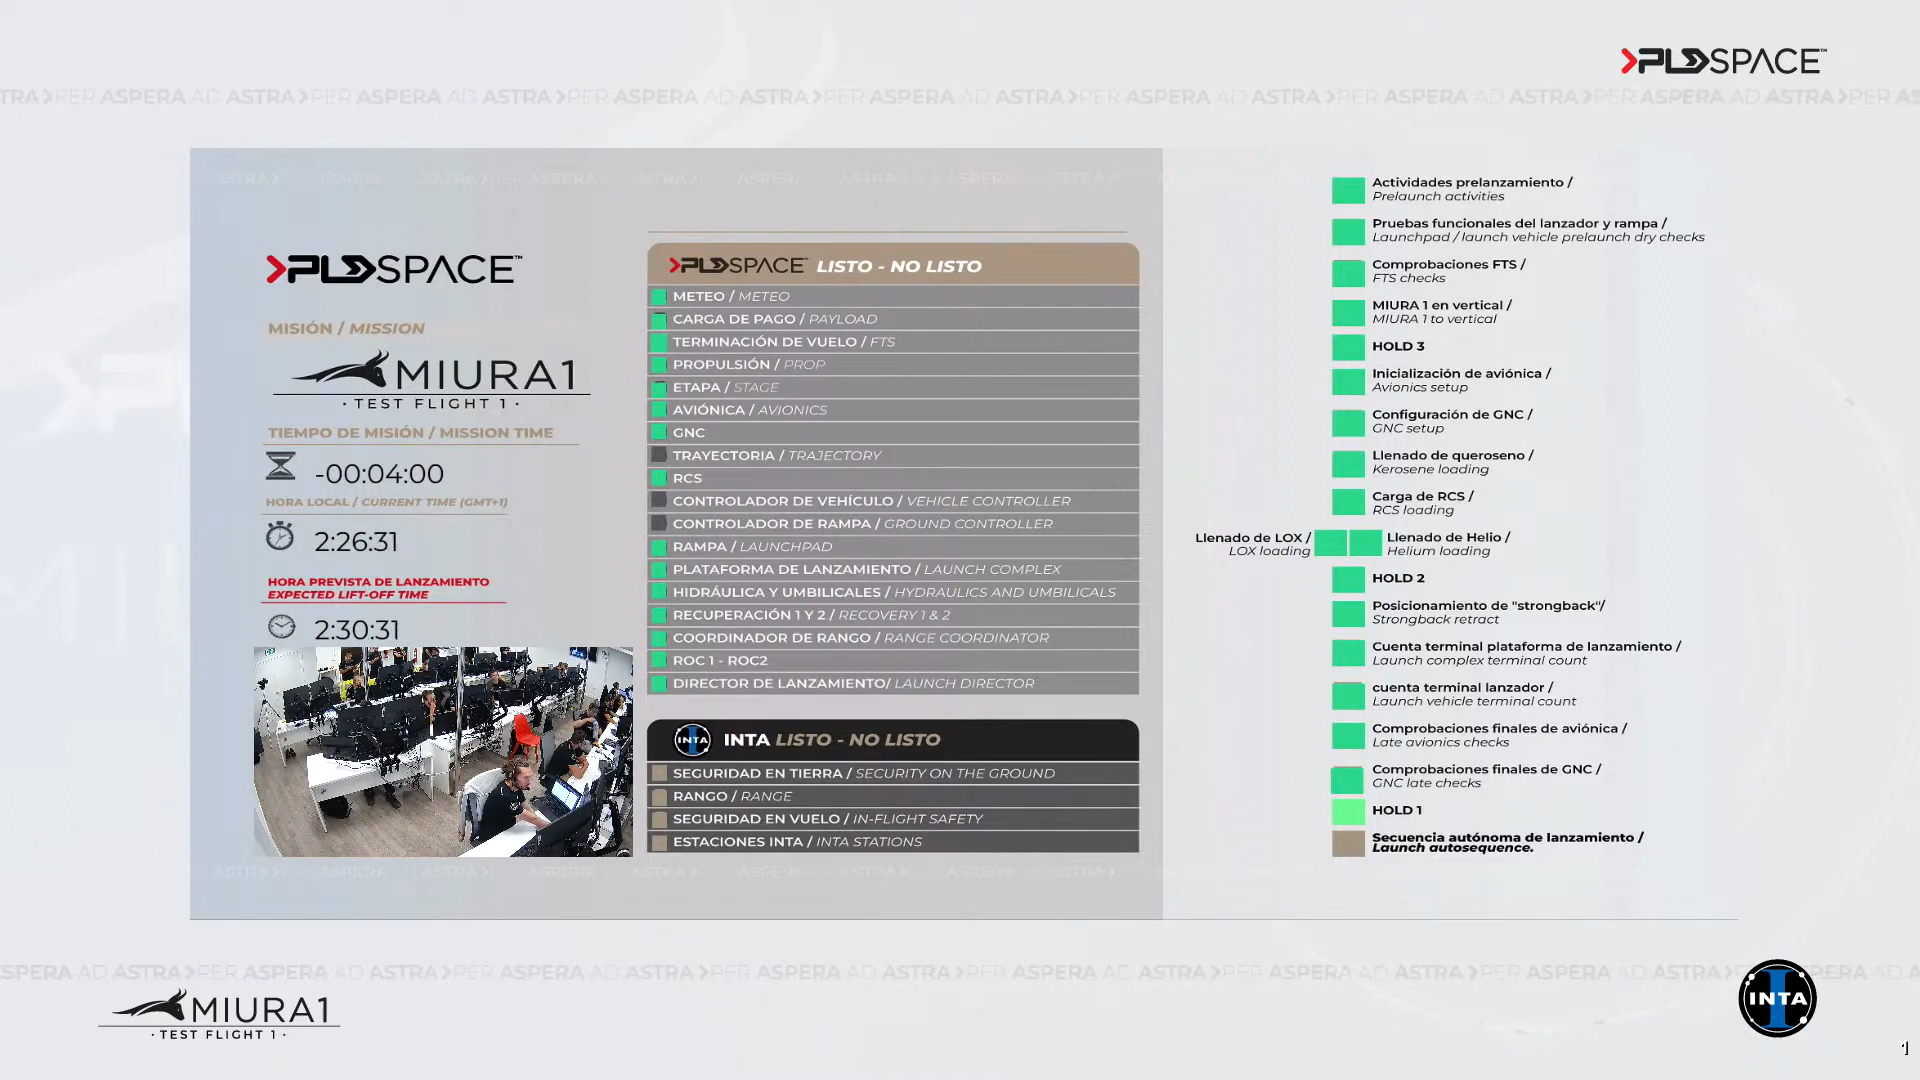 PLDSPACE™
TRA>PER ASPERA AD ASTRA>PER ASPERA AD ASTRA>PER ASPERA AD ASTRA>PER ASPERA AD ASTRA>PER ASPERA AD ASTRA>PER ASPERA AD ASTRA>PER ASPERA AD ASTRA>PER AS
PLDSPACE™
MISIÓN / MISSION
MIURA1
· TEST FLIGHT 1 ·
TIEMPO DE MISIÓN / MISSION TIME
-00:04:00
HORA LOCAL / CURRENT TIME (GMT+1)
2:26:31
HORA PREVISTA DE LANZAMIENTO
EXPECTED LIFT-OFF TIME
2:30:31
PLDSPACE™ LISTO - NO LISTO
METEO / METEO
CARGA DE PAGO / PAYLOAD
TERMINACIÓN DE VUELO / FTS
PROPULSIÓN / PROP
ETAPA / STAGE
AVIÓNICA / AVIONICS
GNC
TRAYECTORIA / TRAJECTORY
RCS
CONTROLADOR DE VEHÍCULO / VEHICLE CONTROLLER
CONTROLADOR DE RAMPA / GROUND CONTROLLER
RAMPA / LAUNCHPAD
PLATAFORMA DE LANZAMIENTO / LAUNCH COMPLEX
HIDRÁULICA Y UMBILICALES / HYDRAULICS AND UMBILICALS
RECUPERACIÓN 1 Y 2 / RECOVERY 1 & 2
COORDINADOR DE RANGO / RANGE COORDINATOR
ROC 1 - ROC2
DIRECTOR DE LANZAMIENTO/ LAUNCH DIRECTOR
INTA INTA LISTO - NO LISTO
SEGURIDAD EN TIERRA / SECURITY ON THE GROUND
RANGO / RANGE
SEGURIDAD EN VUELO / IN-FLIGHT SAFETY
ESTACIONES INTA / INTA STATIONS
Actividades prelanzamiento /
Prelaunch activities
Pruebas funcionales del lanzador y rampa /
Launchpad / launch vehicle prelaunch dry checks
Comprobaciones FTS /
FTS checks
MIURA 1 en vertical /
MIURA 1 to vertical
HOLD 3
Inicialización de aviónica /
Avionics setup
Configuración de GNC /
GNC setup
Llenado de queroseno /
Kerosene loading
Carga de RCS /
RCS loading
Llenado de LOX /
LOX loading
Llenado de Helio /
Helium loading
HOLD 2
Posicionamiento de "strongback"/
Strongback retract
Cuenta terminal plataforma de lanzamiento /
Launch complex terminal count
cuenta terminal lanzador /
Launch vehicle terminal count
Comprobaciones finales de aviónica /
Late avionics checks
Comprobaciones finales de GNC /
GNC late checks
HOLD 1
Secuencia autónoma de lanzamiento /
Launch autosequence.
SPERA AD ASTRA>PER ASPERA AD ASTRA>PER ASPERA AD ASTRA>PER ASPERA AD ASTRA>PER ASPERA AD ASTRA>PER ASPERA AD ASTRA>PER ASPERA AD ASTRA>PER ASPERA AD A
MIURA1
· TEST FLIGHT 1 ·
INTA
1